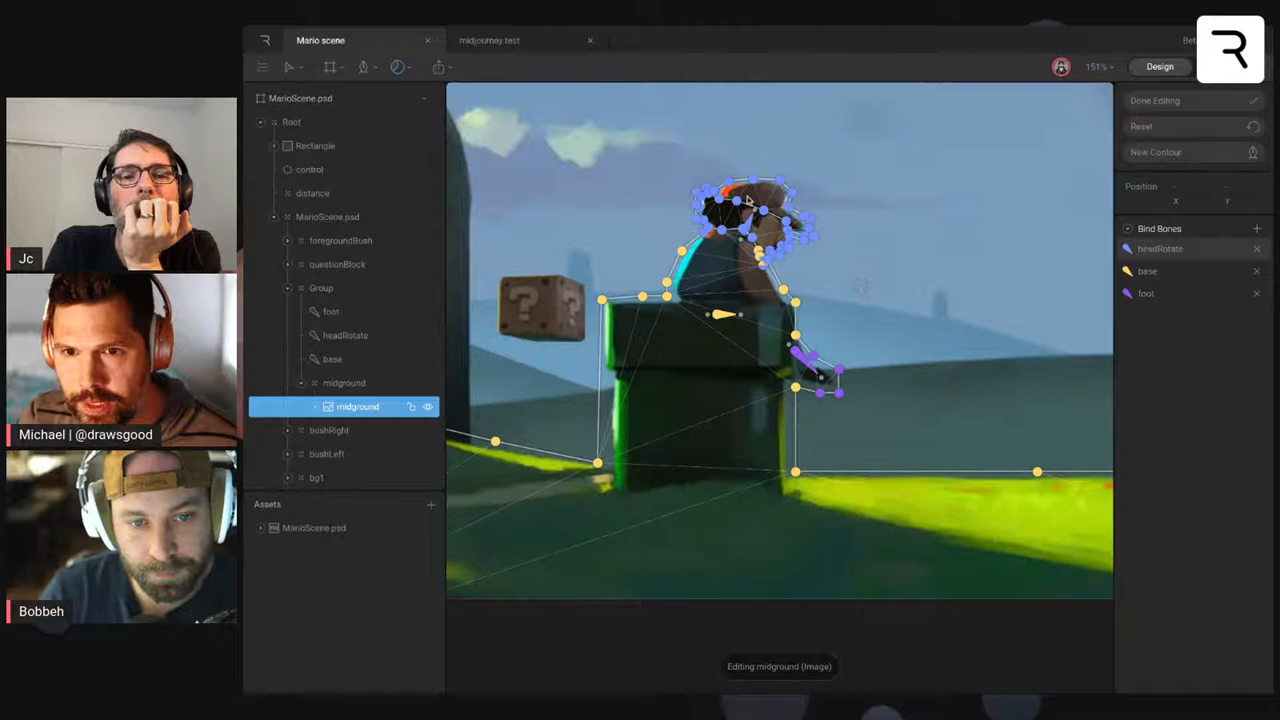 Mario scene
midjourney test
151%
Design
MarioScene.psd
Root
Rectangle
control
distance
MarioScene.psd
foregroundBush
questionBlock
Group
foot
headRotate
base
midground
midground
bushRight
bushLeft
bg1
Assets
MarioScene.psd
Done Editing
Reset
New Contour
Position
X Y
Bind Bones
headRotate
base
foot
Jc
Michael | @drawsgood
Bobbeh
? ?
Editing midground (Image)